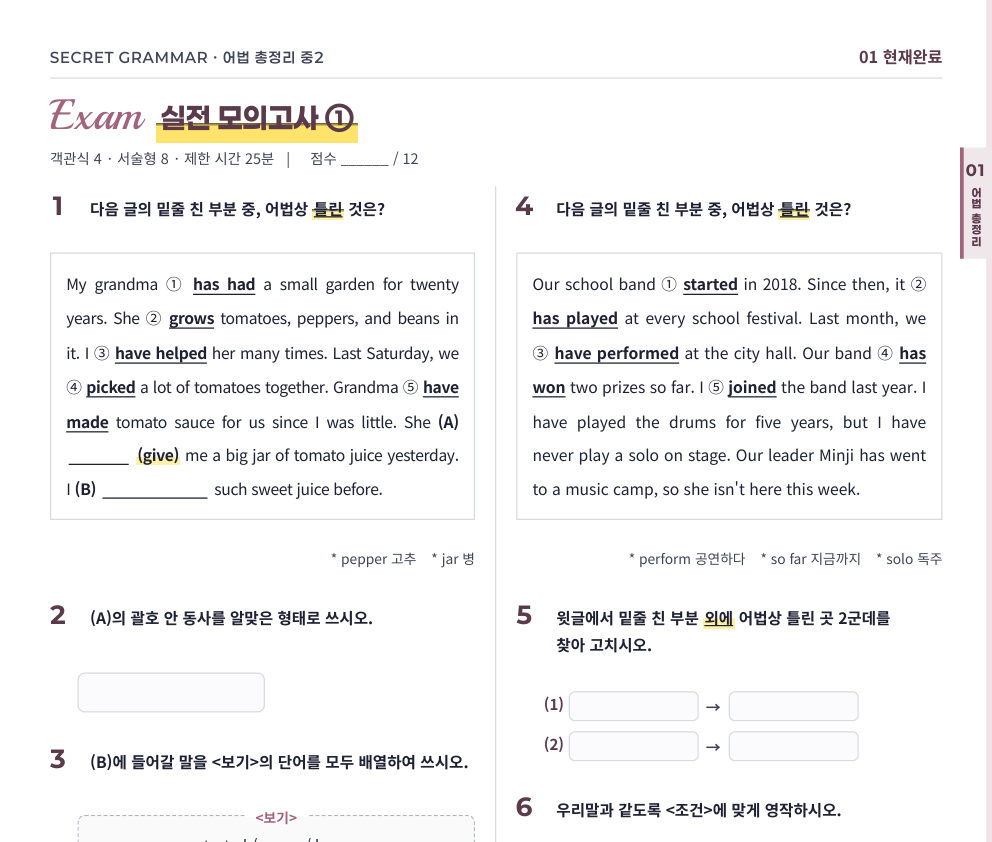 SECRET GRAMMAR · 어법 총정리 중2
01 현재완료
Exam 실전 모의고사 ①
객관식 4 · 서술형 8 · 제한 시간 25분 | 점수 ______ / 12
01
어법 총정리
1 다음 글의 밑줄 친 부분 중, 어법상 틀린 것은?
My grandma ① has had a small garden for twenty
years. She ② grows tomatoes, peppers, and beans in
it. I ③ have helped her many times. Last Saturday, we
④ picked a lot of tomatoes together. Grandma ⑤ have
made tomato sauce for us since I was little. She (A)
_______ (give) me a big jar of tomato juice yesterday.
I (B) ____________ such sweet juice before.
* pepper 고추 * jar 병
2 (A)의 괄호 안 동사를 알맞은 형태로 쓰시오.
3 (B)에 들어갈 말을 <보기>의 단어를 모두 배열하여 쓰시오.
<보기>
4 다음 글의 밑줄 친 부분 중, 어법상 틀린 것은?
Our school band ① started in 2018. Since then, it ②
has played at every school festival. Last month, we
③ have performed at the city hall. Our band ④ has
won two prizes so far. I ⑤ joined the band last year. I
have played the drums for five years, but I have
never play a solo on stage. Our leader Minji has went
to a music camp, so she isn't here this week.
* perform 공연하다 * so far 지금까지 * solo 독주
5 윗글에서 밑줄 친 부분 외에 어법상 틀린 곳 2군데를
찾아 고치시오.
(1) →
(2) →
6 우리말과 같도록 <조건>에 맞게 영작하시오.